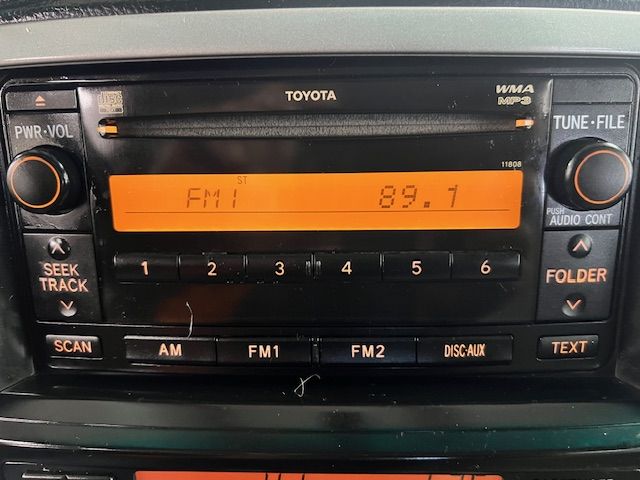 TOYOTA
WMA
MP3
PWR·VOL
TUNE·FILE
11808
ST
FM1 89.7
PUSH
AUDIO CONT
1 2 3 4 5 6
SEEK
TRACK
FOLDER
SCAN AM FM1 FM2 DISC·AUX TEXT